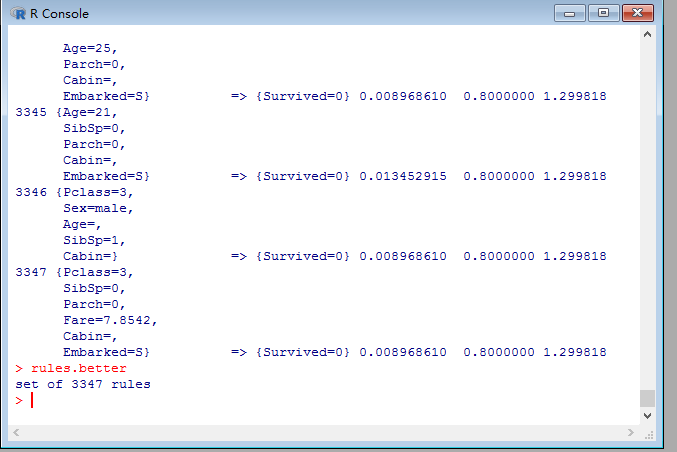 R Console
Age=25,
Parch=0,
Cabin=,
Embarked=S} => {Survived=0} 0.008968610 0.8000000 1.299818
3345 {Age=21,
SibSp=0,
Parch=0,
Cabin=,
Embarked=S} => {Survived=0} 0.013452915 0.8000000 1.299818
3346 {Pclass=3,
Sex=male,
Age=,
SibSp=1,
Cabin=} => {Survived=0} 0.008968610 0.8000000 1.299818
3347 {Pclass=3,
SibSp=0,
Parch=0,
Fare=7.8542,
Cabin=,
Embarked=S} => {Survived=0} 0.008968610 0.8000000 1.299818
> rules.better
set of 3347 rules
>